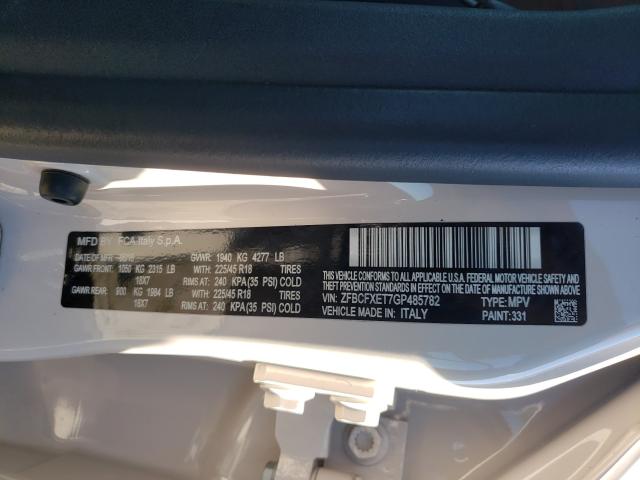 MFD BY: FCA Italy S.p.A.
DATE OF MFR
GVWR: 1940 KG 4277 LB
GAWR FRONT: 1050 KG 2315 LB WITH: 225/45 R18 TIRES
18X7 RIMS AT: 240 KPA(35 PSI) COLD
GAWR REAR: 900 KG 1984 LB WITH: 225/45 R18 TIRES
18X7 RIMS AT: 240 KPA(35 PSI) COLD
THIS VEHICLE CONFORMS TO ALL APPLICABLE U.S.A. FEDERAL MOTOR VEHICLE SAFETY
BUMPER AND THEFT PREVENTION STANDARDS IN EFFECT ON THE DATE OF MANUFACTURE SHOWN ABOVE
VIN: ZFBCFXET7GP485782 TYPE: MPV
VEHICLE MADE IN: ITALY PAINT: 331